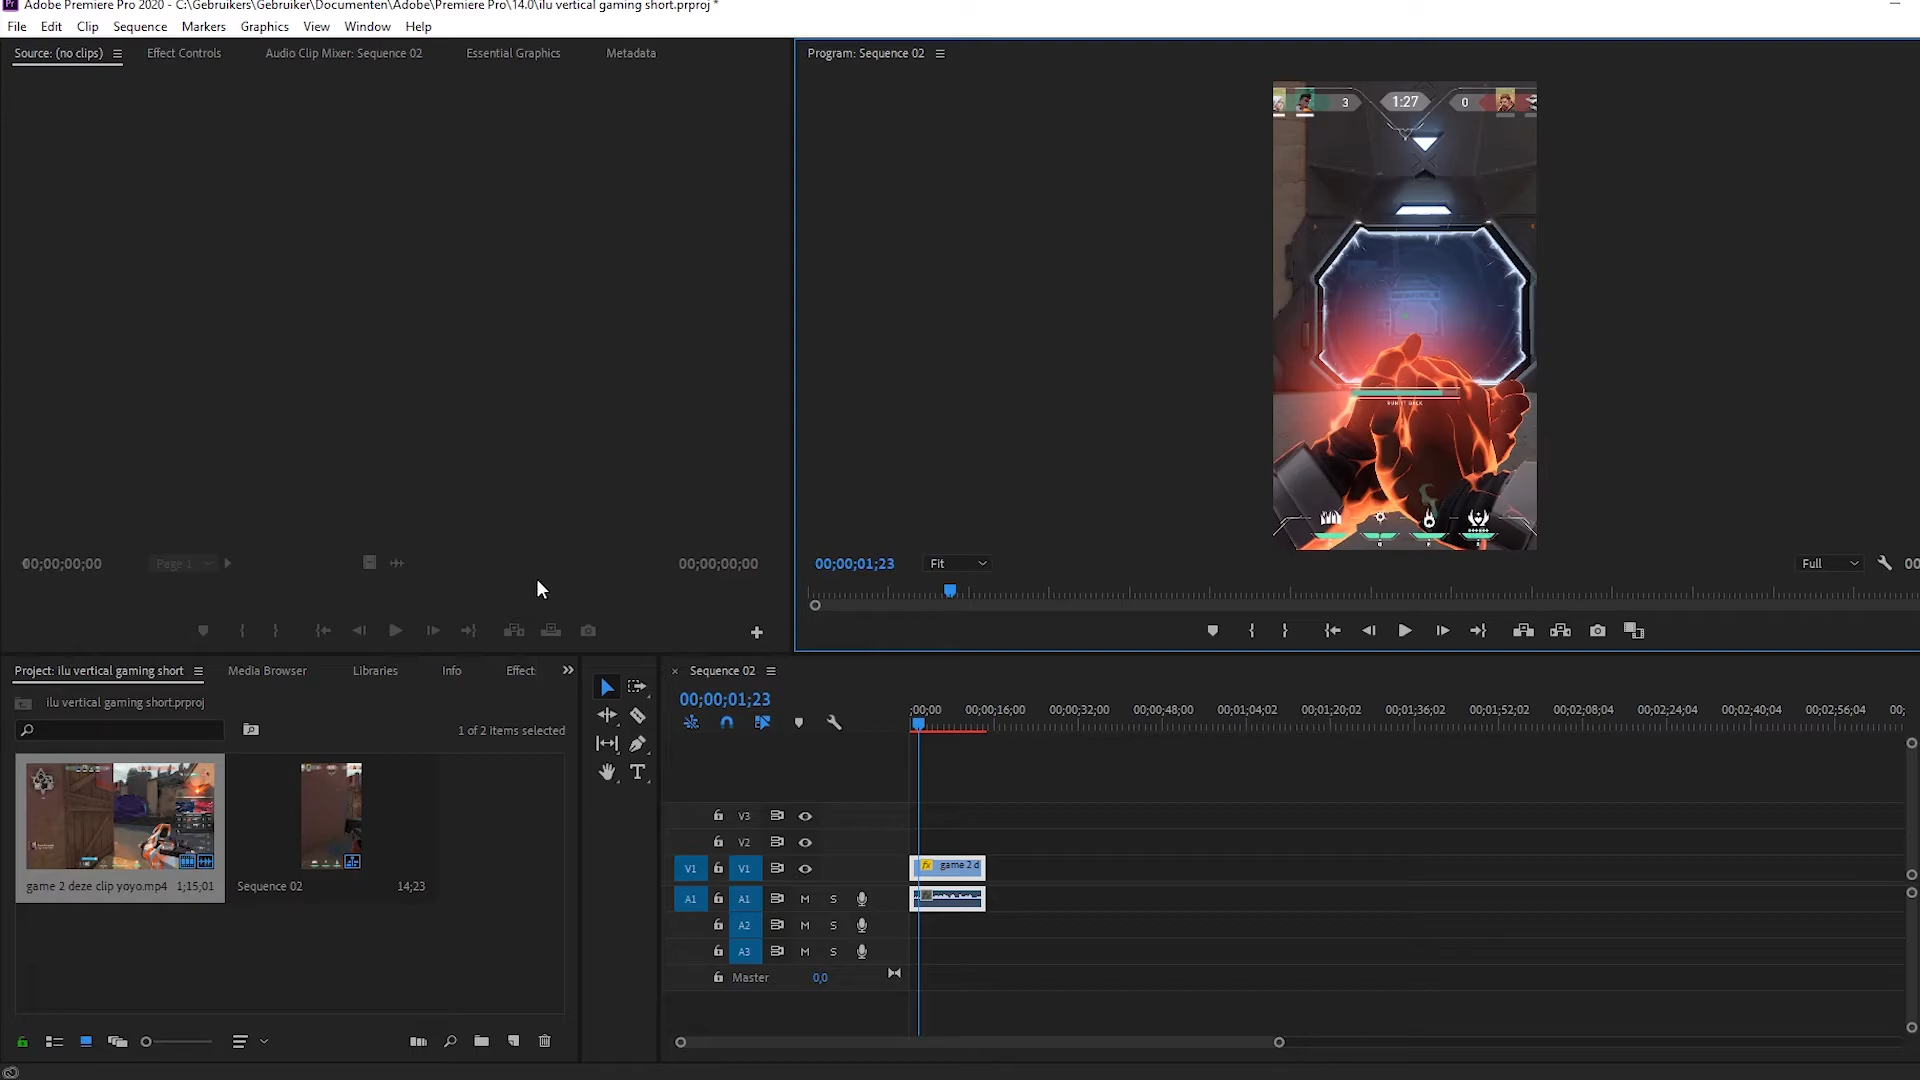 Adobe Premiere Pro 2020 - C:\Gebruikers\Gebruiker\Documenten\Adobe\Premiere Pro\14.0\ilu vertical gaming short.prproj *
File Edit Clip Sequence Markers Graphics View Window Help
Source: (no clips) Effect Controls Audio Clip Mixer: Sequence 02 Essential Graphics Metadata
Program: Sequence 02
3 1:27 0
RUN IT BACK
00;00;00;00 Page 1 00;00;00;00
00;00;01;23 Fit Full 00
Project: ilu vertical gaming short Media Browser Libraries Info Effect
ilu vertical gaming short.prproj
1 of 2 items selected
game 2 deze clip yoyo.mp4 1;15;01
Sequence 02 14;23
Sequence 02
00;00;01;23
;00;00 00;00;16;00 00;00;32;00 00;00;48;00 00;01;04;02 00;01;20;02 00;01;36;02 00;01;52;02 00;02;08;04 00;02;24;04 00;02;40;04 00;02;56;04 00;
V3
V2
V1 V1 fx game 2 d
A1 A1 M S
A2 M S
A3 M S
Master 0,0